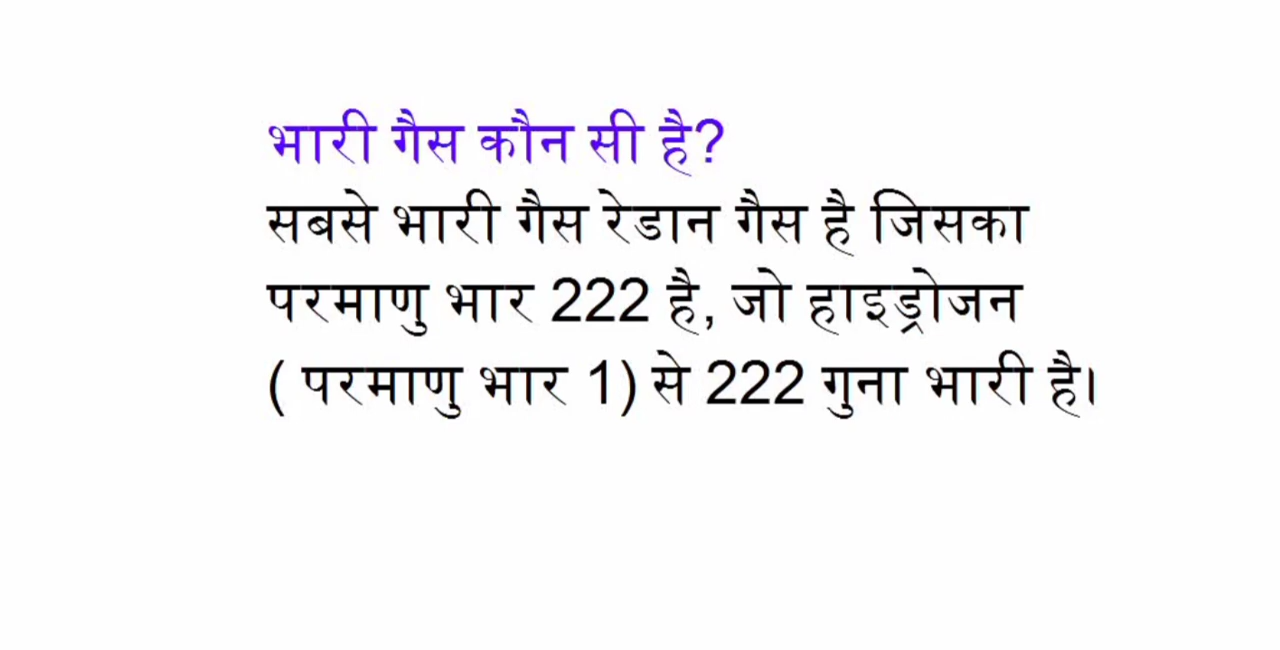 भारी गैस कौन सी है?
सबसे भारी गैस रेडान गैस है जिसका
परमाणु भार 222 है, जो हाइड्रोजन
( परमाणु भार 1) से 222 गुना भारी है।